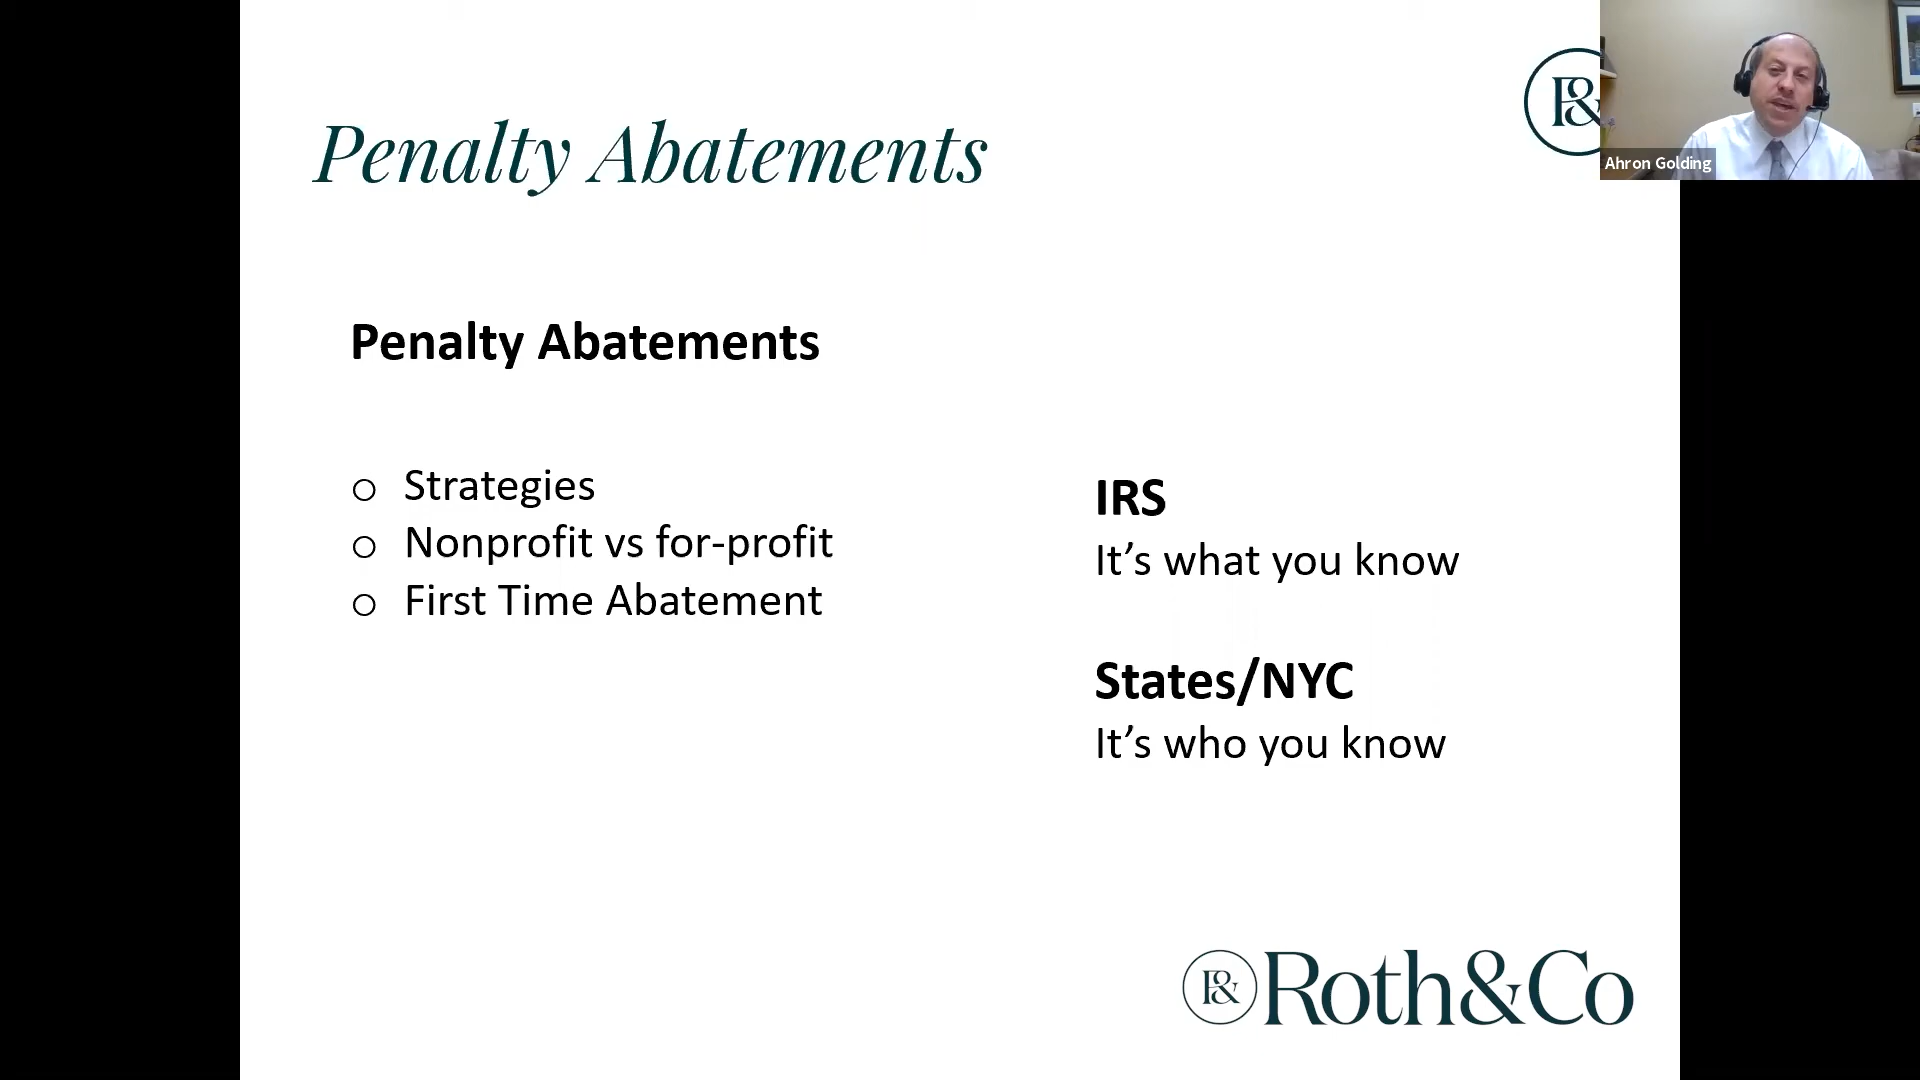 Penalty Abatements
R&
Ahron Golding
Penalty Abatements
Strategies
Nonprofit vs for-profit
First Time Abatement
IRS
It’s what you know
States/NYC
It’s who you know
R& Roth&Co